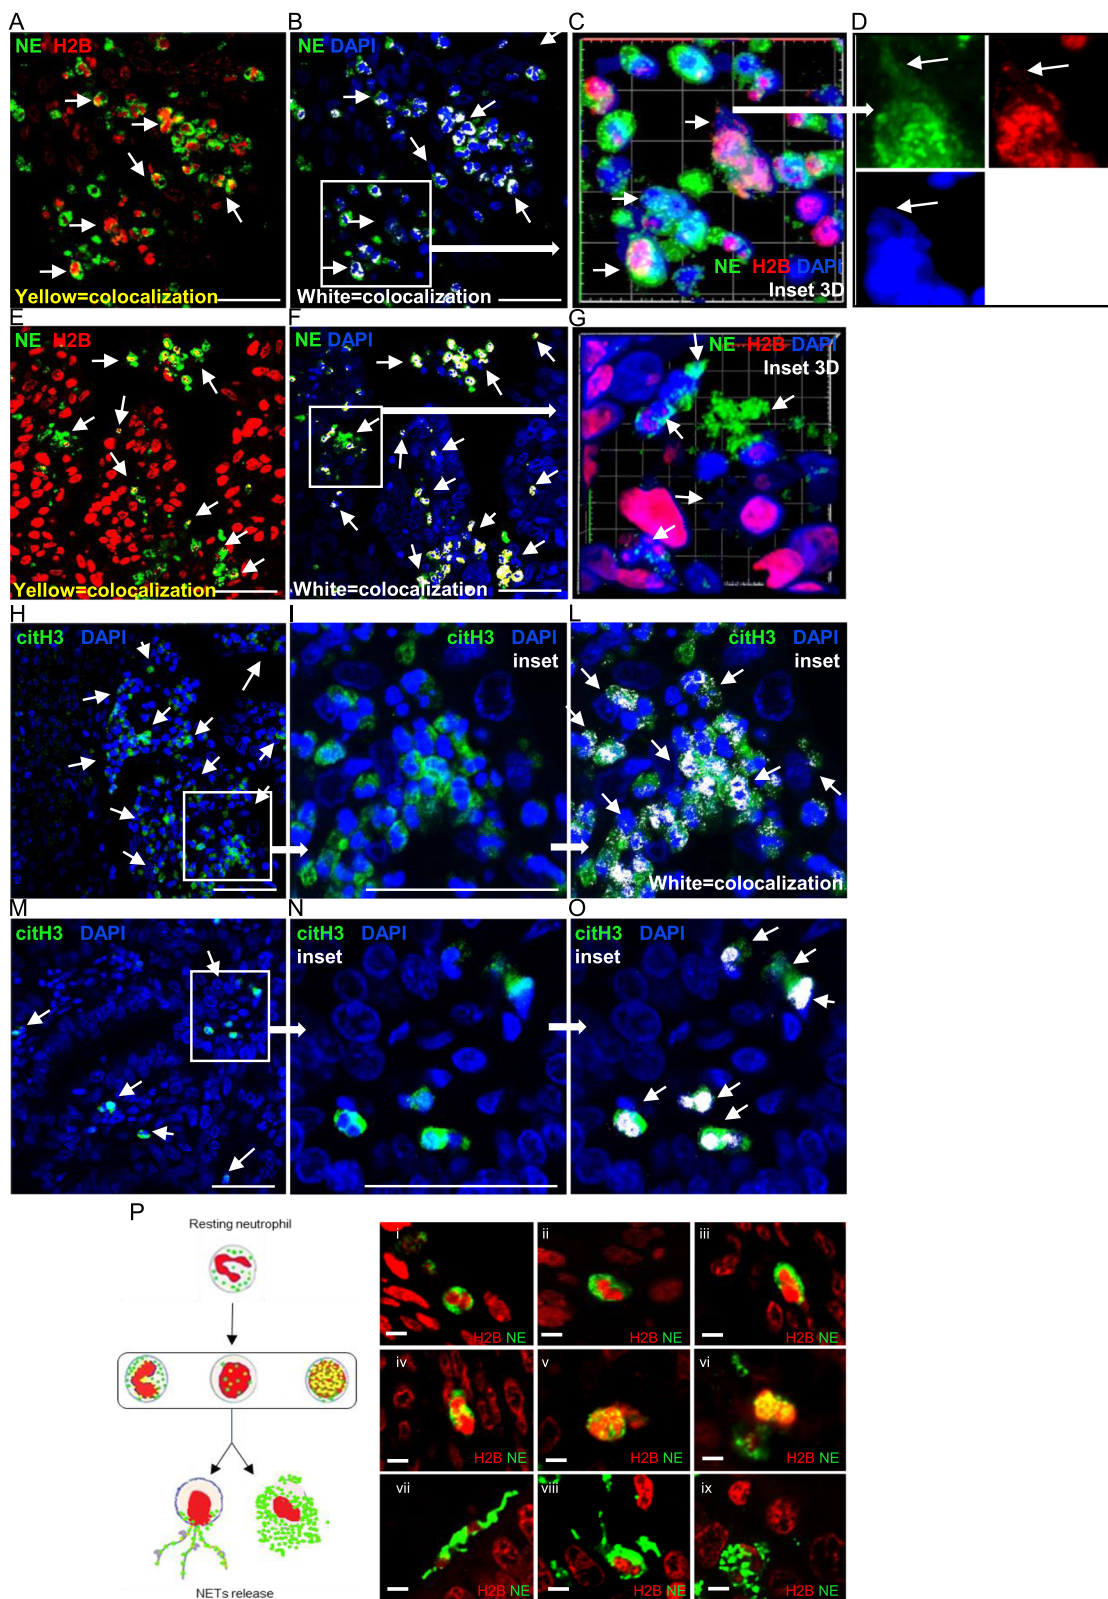 A
B
C
D
NE H2B
NE DAPI
Yellow=colocalization
White=colocalization
NE H2B DAPI
Inset 3D
E
F
G
NE H2B
NE DAPI
NE H2B DAPI
Inset 3D
Yellow=colocalization
White=colocalization
H
I
L
citH3 DAPI
citH3 DAPI
inset
citH3 DAPI
inset
White=colocalization
M
N
O
citH3 DAPI
citH3 DAPI
inset
citH3 DAPI
inset
P
Resting neutrophil
NETs release
i
H2B NE
ii
H2B NE
iii
H2B NE
iv
H2B NE
v
H2B NE
vi
H2B NE
vii
H2B NE
viii
H2B NE
ix
H2B NE